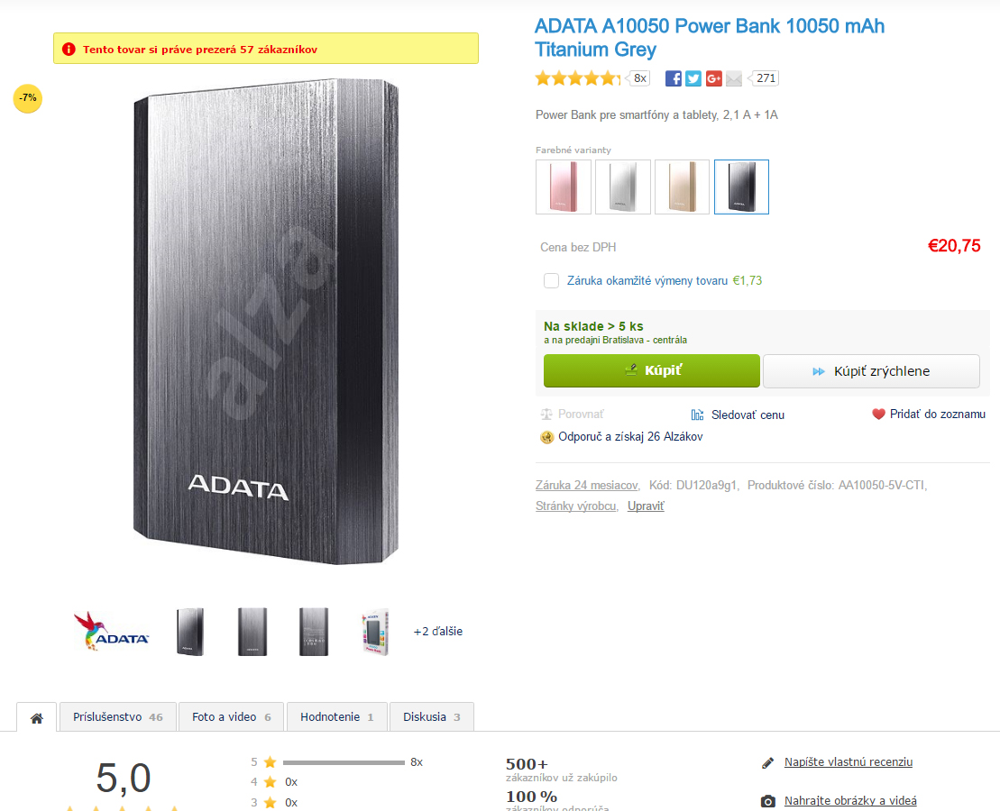 Tento tovar si práve prezerá 57 zákazníkov
-7%
alza
ADATA
ADATA
+2 ďalšie
ADATA A10050 Power Bank 10050 mAh
Titanium Grey
8x
271
Power Bank pre smartfóny a tablety, 2,1 A + 1A
Farebné varianty
Cena bez DPH €20,75
Záruka okamžité výmeny tovaru €1,73
Na sklade > 5 ks
a na predajni Bratislava - centrála
Kúpiť Kúpiť zrýchlene
Porovnať Sledovať cenu Pridať do zoznamu
Odporuč a získaj 26 Alzákov
Záruka 24 mesiacov, Kód: DU120a9g1, Produktové číslo: AA10050-5V-CTI,
Stránky výrobcu, Upraviť
Príslušenstvo 46 Foto a video 6 Hodnotenie 1 Diskusia 3
5,0
5 8x
4 0x
3 0x
500+
zákazníkov už zakúpilo
100 %
zákazníkov odporúča
Napíšte vlastnú recenziu
Nahrajte obrázky a videá